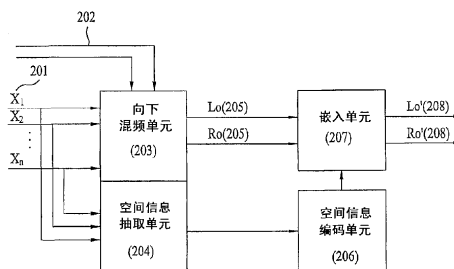 202
201
X1
X2
Xn
向下
混频单元
(203)
Lo(205)
Ro(205)
嵌入单元
(207)
Lo'(208)
Ro'(208)
空间信息
抽取单元
(204)
空间信息
编码单元
(206)